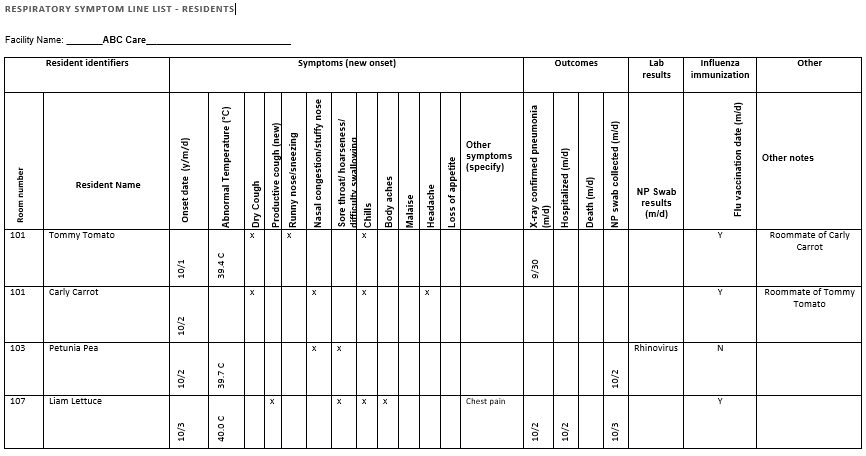 RESPIRATORY SYMPTOM LINE LIST - RESIDENTS
Facility Name: _______ABC Care____________________________
Resident identifiers Symptoms (new onset) Outcomes Lab results Influenza immunization Other
Room number
Resident Name
Onset date (y/m/d)
Abnormal Temperature (°C)
Dry Cough
Productive cough (new)
Runny nose/sneezing
Nasal congestion/stuffy nose
Sore throat/ hoarseness/
difficulty swallowing
Chills
Body aches
Malaise
Headache
Loss of appetite
Other
symptoms
(specify)
X-ray confirmed pneumonia
(m/d)
Hospitalized (m/d)
Death (m/d)
NP swab collected (m/d)
NP Swab
results
(m/d)
Flu vaccination date (m/d)
Other notes
101 Tommy Tomato 10/1 39.4 C x x x 9/30 Y Roommate of Carly Carrot
101 Carly Carrot 10/2 x x x x Y Roommate of Tommy Tomato
103 Petunia Pea 10/2 39.7 C x x 10/2 Rhinovirus N
107 Liam Lettuce 10/3 40.0 C x x x x Chest pain 10/2 10/2 10/3 Y